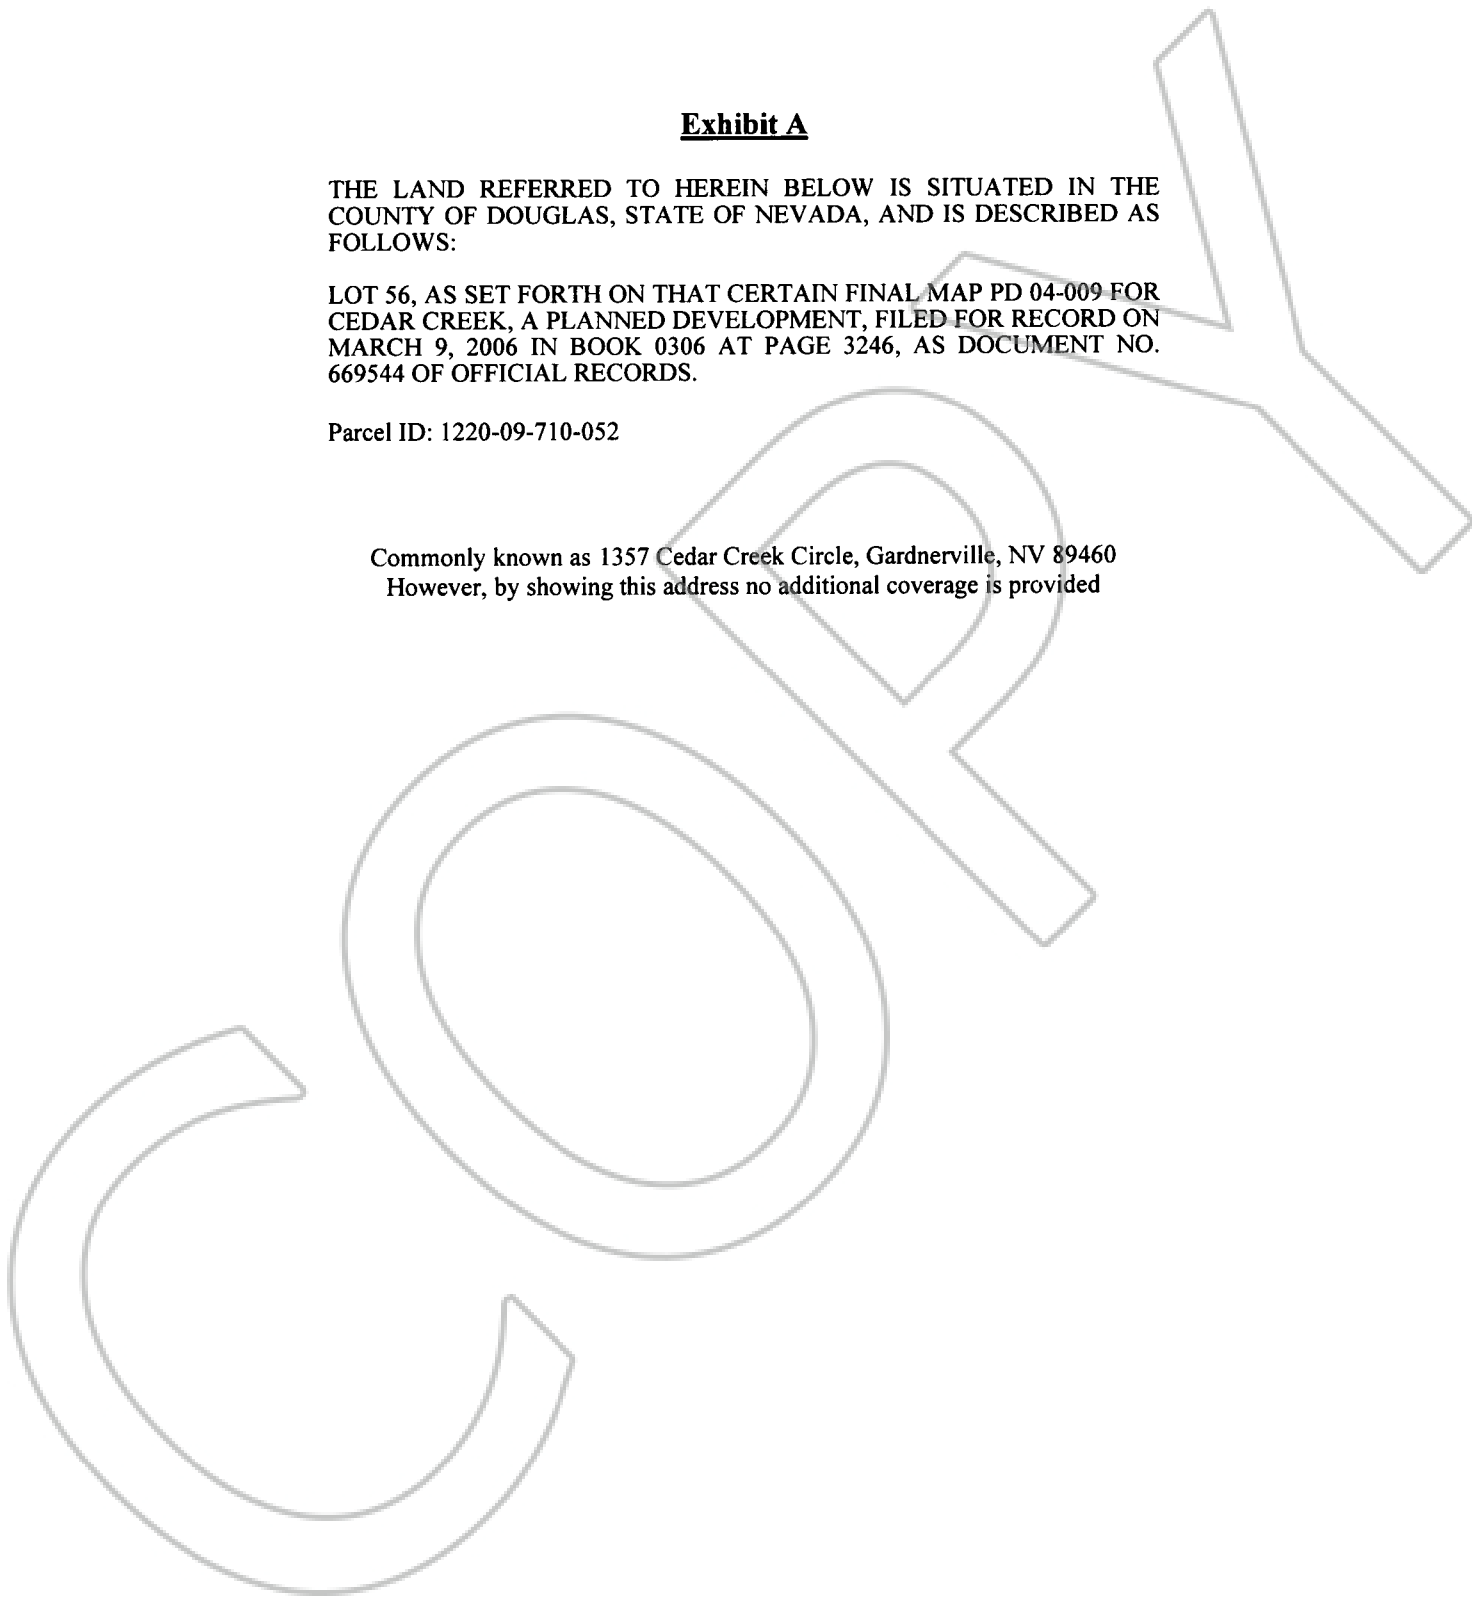 Exhibit A
THE LAND REFERRED TO HEREIN BELOW IS SITUATED IN THE
COUNTY OF DOUGLAS, STATE OF NEVADA, AND IS DESCRIBED AS
FOLLOWS:
LOT 56, AS SET FORTH ON THAT CERTAIN FINAL MAP PD 04-009 FOR
CEDAR CREEK, A PLANNED DEVELOPMENT, FILED FOR RECORD ON
MARCH 9, 2006 IN BOOK 0306 AT PAGE 3246, AS DOCUMENT NO.
669544 OF OFFICIAL RECORDS.
Parcel ID: 1220-09-710-052
Commonly known as 1357 Cedar Creek Circle, Gardnerville, NV 89460
However, by showing this address no additional coverage is provided
COPY